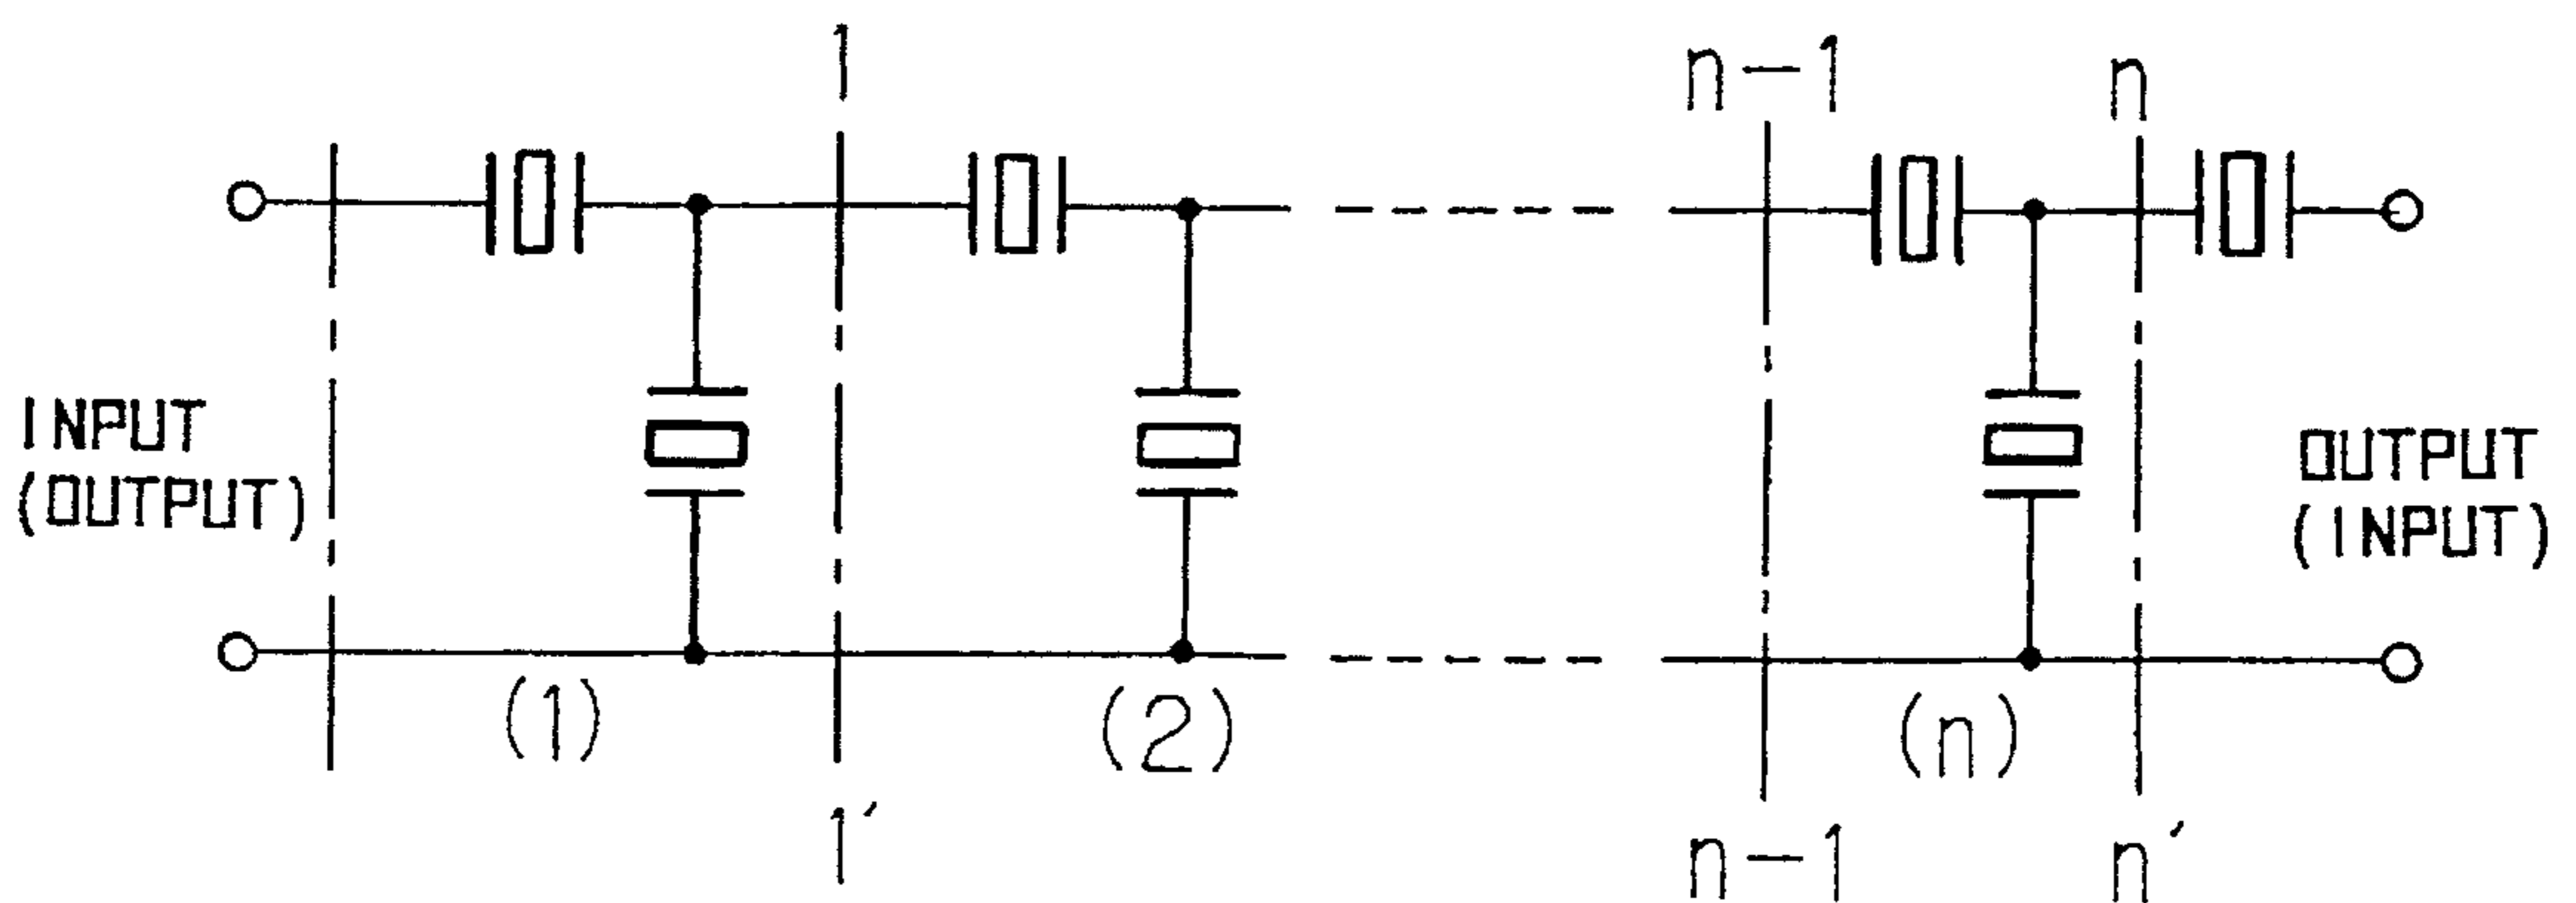 1
n-1
n
INPUT
(OUTPUT)
OUTPUT
(INPUT)
(1)
(2)
(n)
1′
n-1
n′